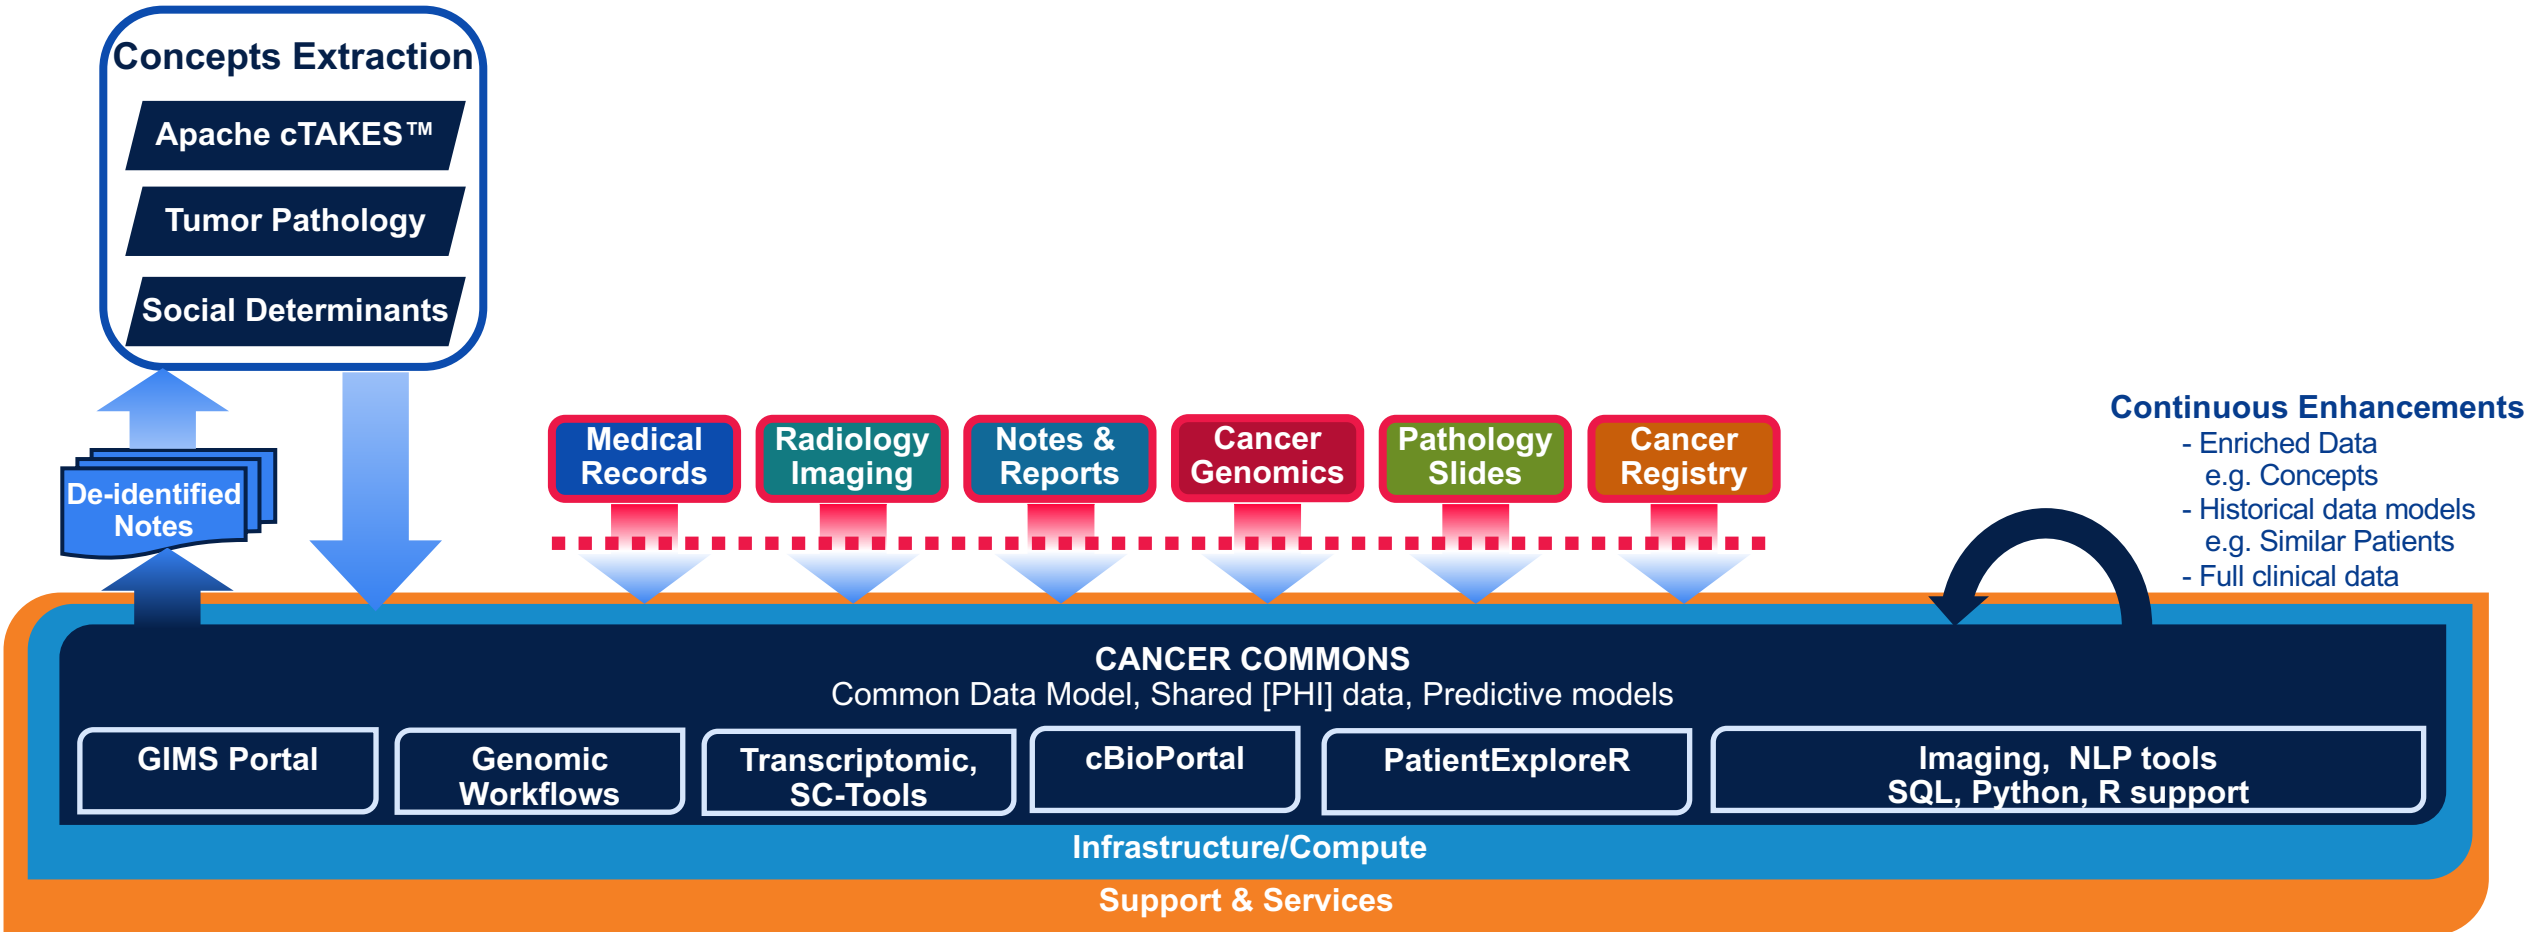 Concepts Extraction
Apache cTAKES™
Tumor Pathology
Social Determinants
De-identified
Notes
Medical
Records
Radiology
Imaging
Notes &
Reports
Cancer
Genomics
Pathology
Slides
Cancer
Registry
Continuous Enhancements
- Enriched Data
e.g. Concepts
- Historical data models
e.g. Similar Patients
- Full clinical data
CANCER COMMONS
Common Data Model, Shared [PHI] data, Predictive models
GIMS Portal
Genomic
Workflows
Transcriptomic,
SC-Tools
cBioPortal
PatientExploreR
Imaging, NLP tools
SQL, Python, R support
Infrastructure/Compute
Support & Services